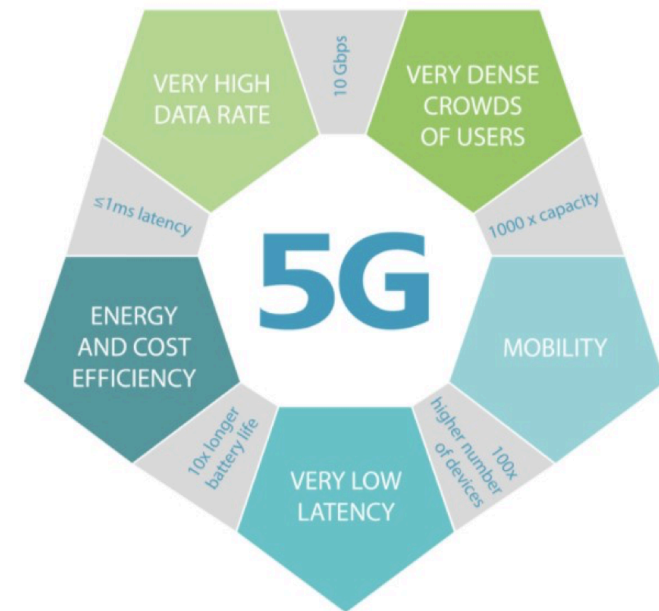 VERY HIGH
DATA RATE
10 Gbps
VERY DENSE
CROWDS
OF USERS
≤1ms latency
5G
1000 x capacity
ENERGY
AND COST
EFFICIENCY
MOBILITY
10x longer
battery life
VERY LOW
LATENCY
100x
higher number
of devices